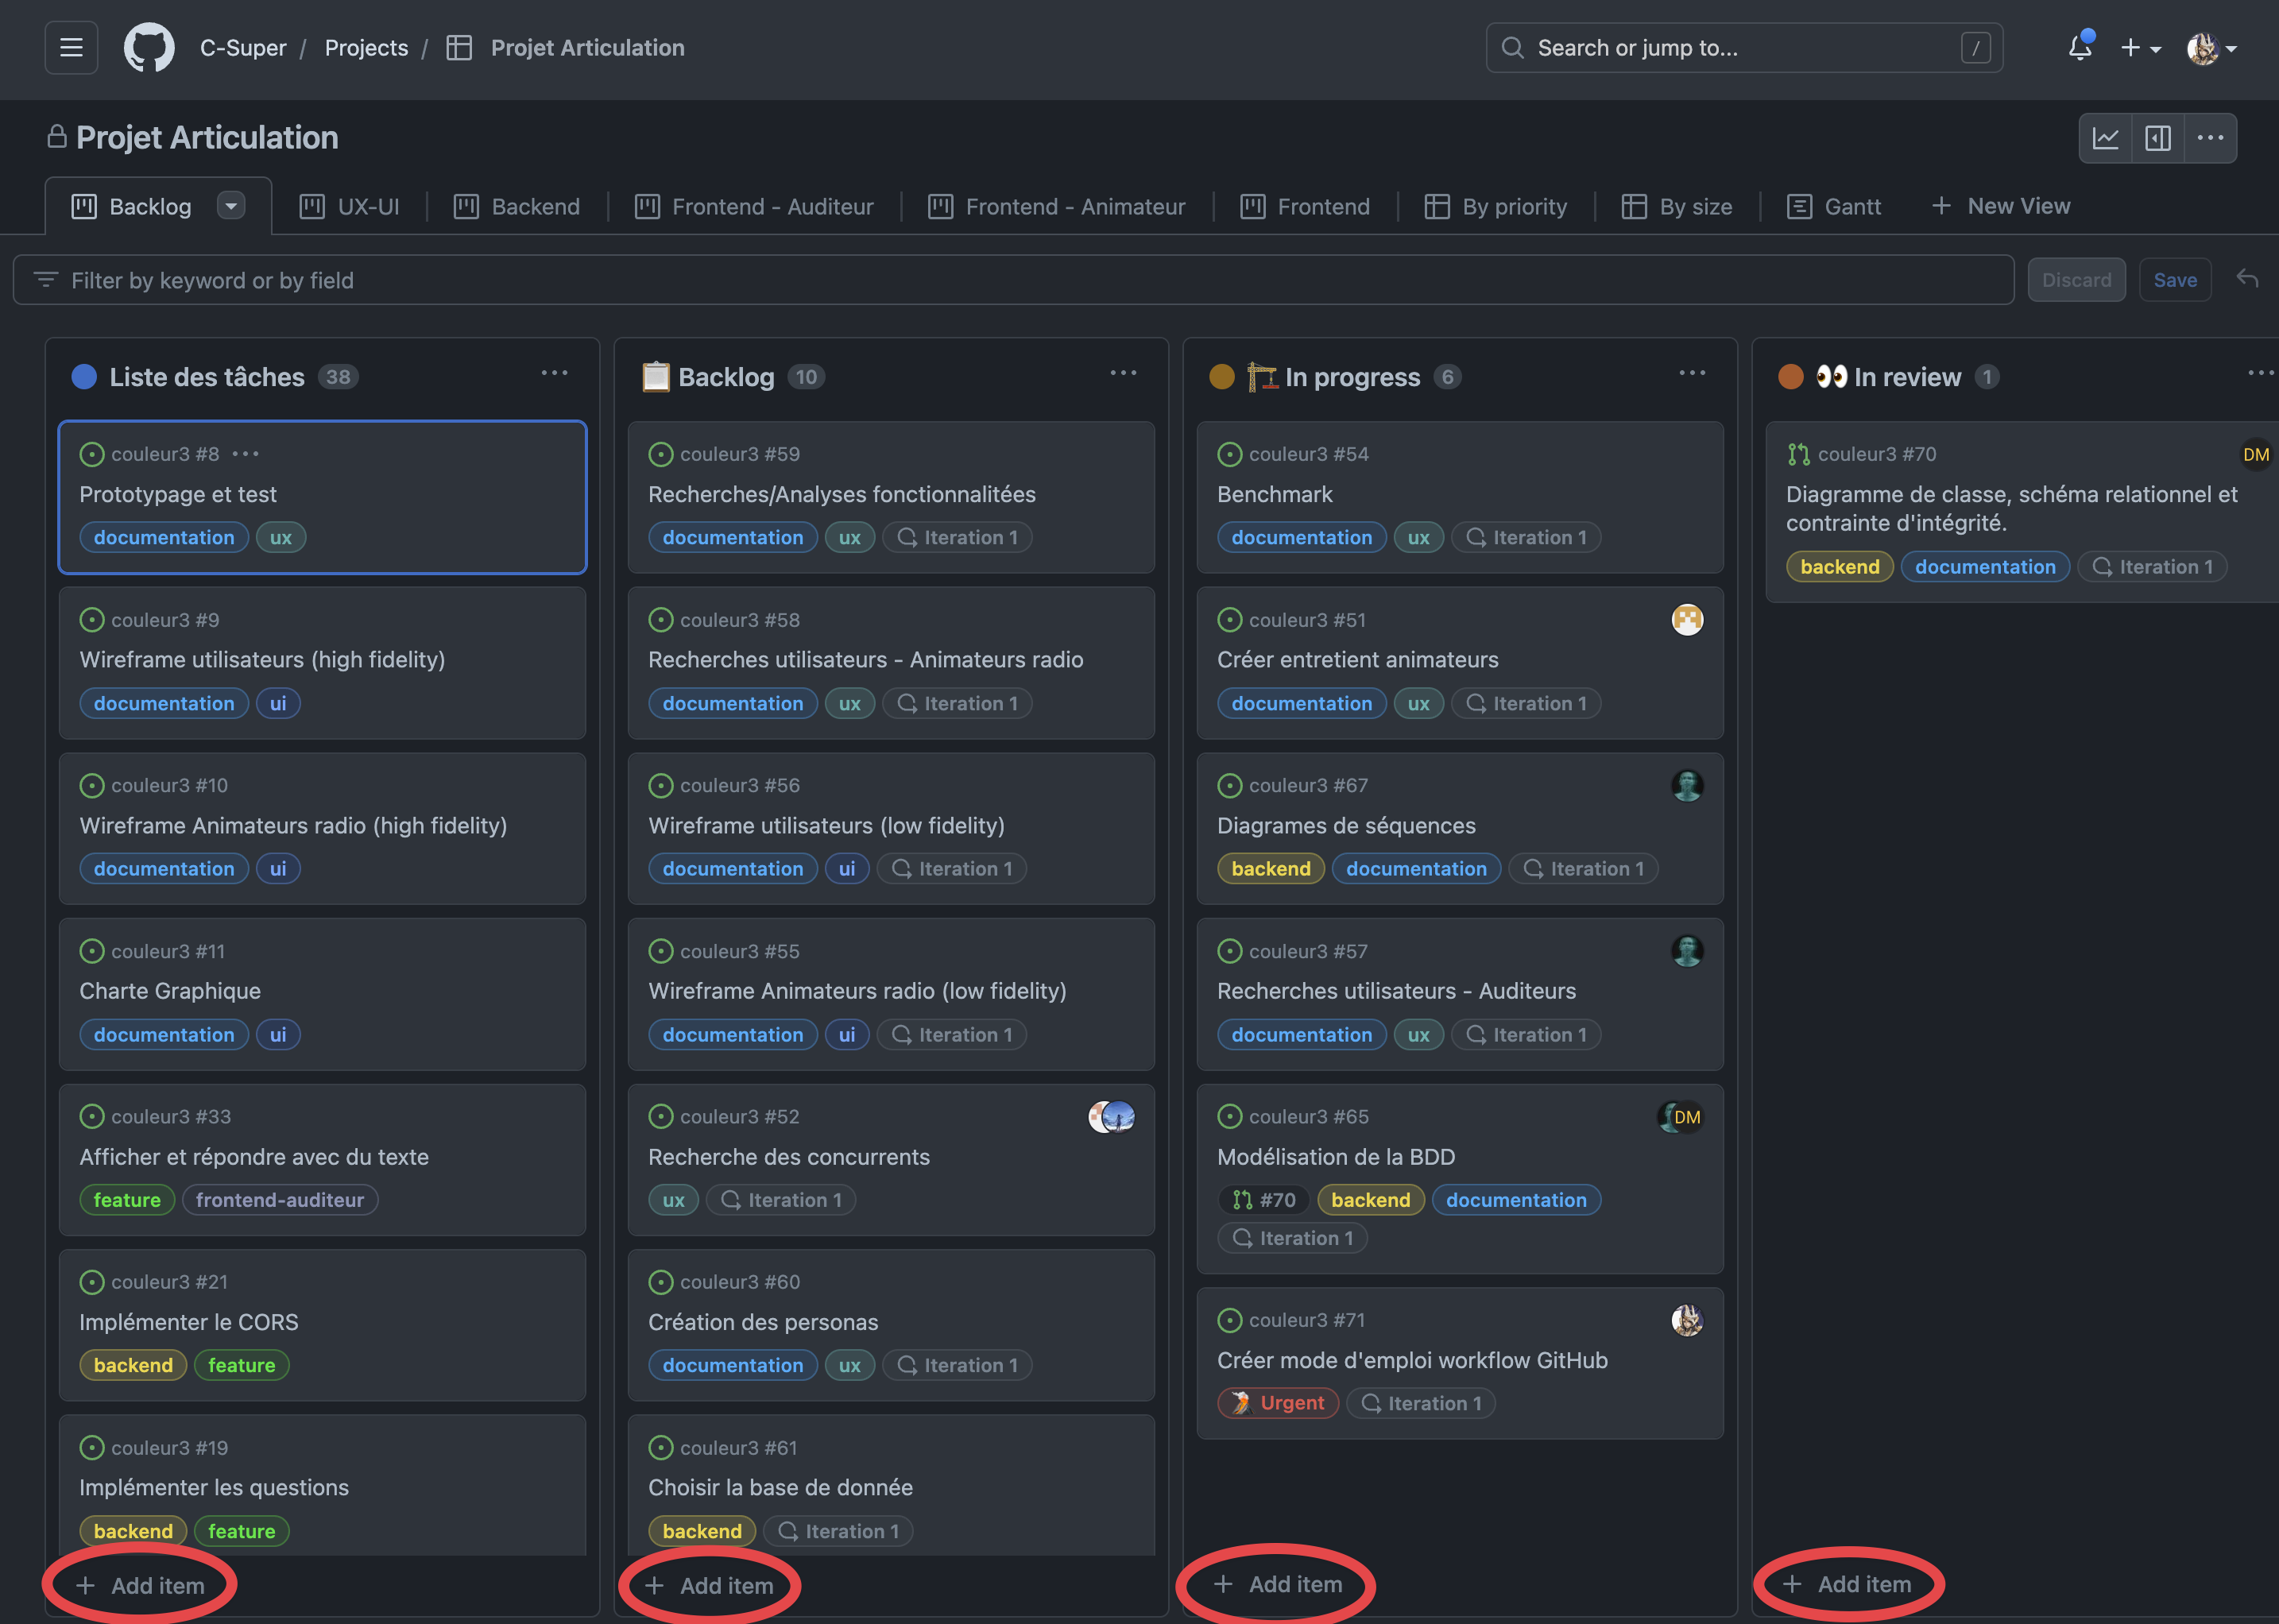 C-Super / Projects / Projet Articulation
Search or jump to... /
Projet Articulation
Backlog UX-UI Backend Frontend - Auditeur Frontend - Animateur Frontend By priority By size Gantt + New View
Filter by keyword or by field Discard Save
Liste des tâches 38
couleur3 #8
Prototypage et test
documentation ux
couleur3 #9
Wireframe utilisateurs (high fidelity)
documentation ui
couleur3 #10
Wireframe Animateurs radio (high fidelity)
documentation ui
couleur3 #11
Charte Graphique
documentation ui
couleur3 #33
Afficher et répondre avec du texte
feature frontend-auditeur
couleur3 #21
Implémenter le CORS
backend feature
couleur3 #19
Implémenter les questions
backend feature
+ Add item
Backlog 10
couleur3 #59
Recherches/Analyses fonctionnalitées
documentation ux Iteration 1
couleur3 #58
Recherches utilisateurs - Animateurs radio
documentation ux Iteration 1
couleur3 #56
Wireframe utilisateurs (low fidelity)
documentation ui Iteration 1
couleur3 #55
Wireframe Animateurs radio (low fidelity)
documentation ui Iteration 1
couleur3 #52
Recherche des concurrents
ux Iteration 1
couleur3 #60
Création des personas
documentation ux Iteration 1
couleur3 #61
Choisir la base de donnée
backend Iteration 1
+ Add item
In progress 6
couleur3 #54
Benchmark
documentation ux Iteration 1
couleur3 #51
Créer entretient animateurs
documentation ux Iteration 1
couleur3 #67
Diagrames de séquences
backend documentation Iteration 1
couleur3 #57
Recherches utilisateurs - Auditeurs
documentation ux Iteration 1
couleur3 #65 DM
Modélisation de la BDD
#70 backend documentation
Iteration 1
couleur3 #71
Créer mode d'emploi workflow GitHub
Urgent Iteration 1
+ Add item
In review 1
couleur3 #70 DM
Diagramme de classe, schéma relationnel et
contrainte d'intégrité.
backend documentation Iteration 1
+ Add item